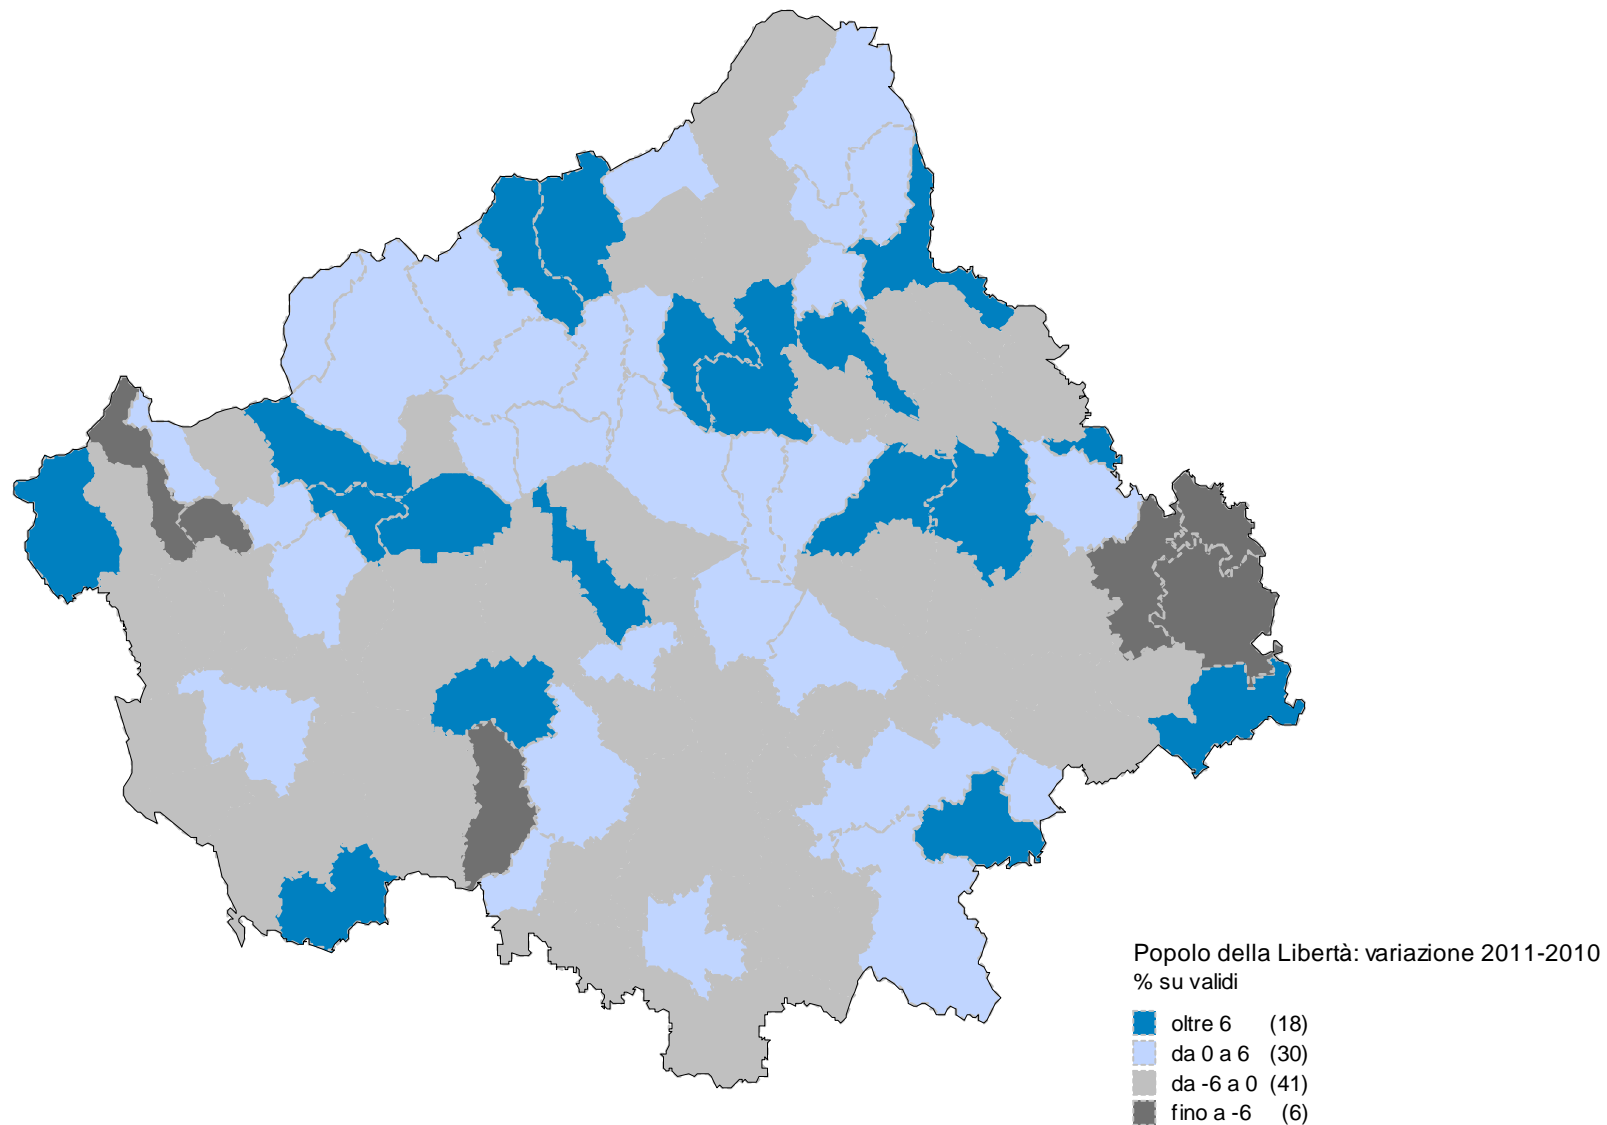 Popolo della Libertà: variazione 2011-2010
% su validi
oltre 6 (18)
da 0 a 6 (30)
da -6 a 0 (41)
fino a -6 (6)